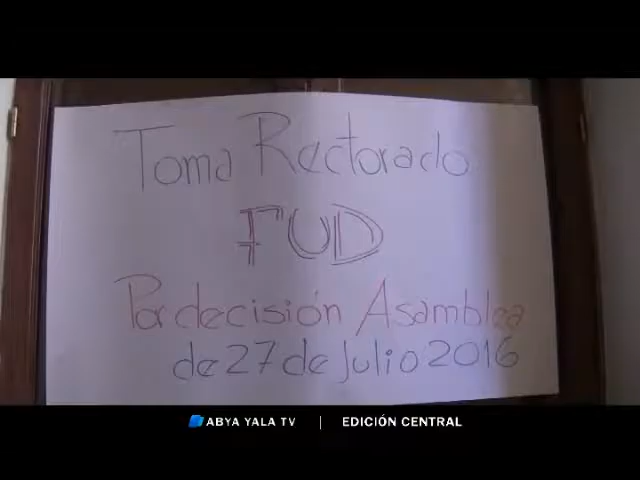 Toma Rectorado
FUD
Por decisión Asamblea
de 27 de Julio 2016
ABYA YALA TV | EDICIÓN CENTRAL